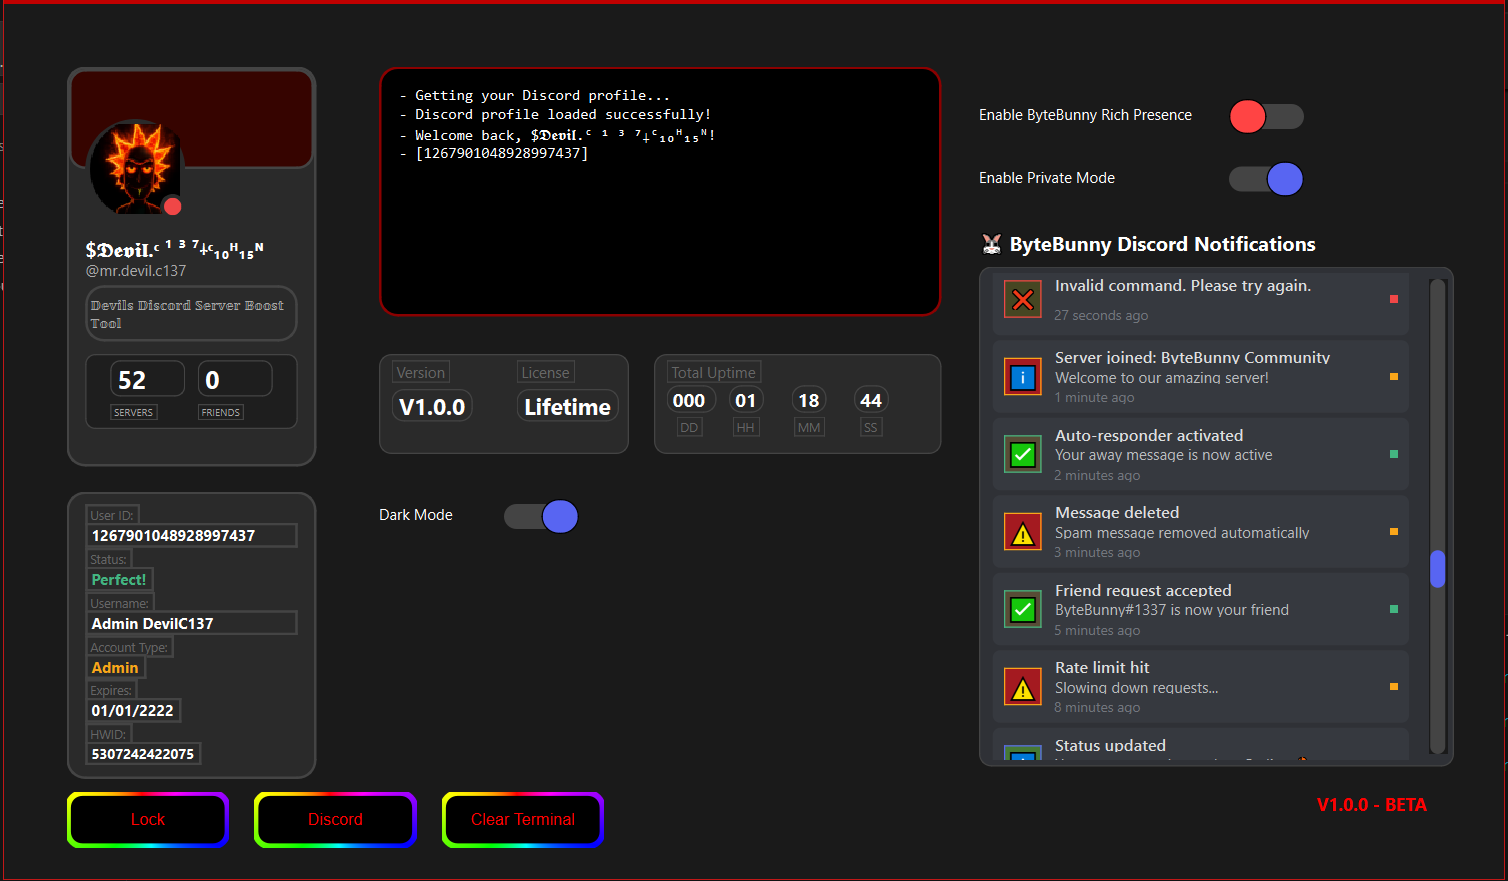 $𝕯𝖊𝖛𝖎𝖑.ᶜ ¹ ³ ⁷⸸ᶜ₁₀ᴴ₁₅ᴺ
@mr.devil.c137
𝔻𝕖𝕧𝕚𝕝𝕤 𝔻𝕚𝕤𝕔𝕠𝕣𝕕 𝕊𝕖𝕣𝕧𝕖𝕣 𝔹𝕠𝕠𝕤𝕥
𝕋𝕠𝕠𝕝
52
0
SERVERS
FRIENDS
User ID:
1267901048928997437
Status:
Perfect!
Username:
Admin DevilC137
Account Type:
Admin
Expires:
01/01/2222
HWID:
5307242422075
Lock
Discord
Clear Terminal
- Getting your Discord profile...
- Discord profile loaded successfully!
- Welcome back, $𝕯𝖊𝖛𝖎𝖑.ᶜ ¹ ³ ⁷⸸ᶜ₁₀ᴴ₁₅ᴺ!
- [1267901048928997437]
Version
License
V1.0.0
Lifetime
Total Uptime
000 01 18 44
DD HH MM SS
Dark Mode
Enable ByteBunny Rich Presence
Enable Private Mode
ByteBunny Discord Notifications
Invalid command. Please try again.
27 seconds ago
Server joined: ByteBunny Community
Welcome to our amazing server!
1 minute ago
Auto-responder activated
Your away message is now active
2 minutes ago
Message deleted
Spam message removed automatically
3 minutes ago
Friend request accepted
ByteBunny#1337 is now your friend
5 minutes ago
Rate limit hit
Slowing down requests...
8 minutes ago
Status updated
V1.0.0 - BETA